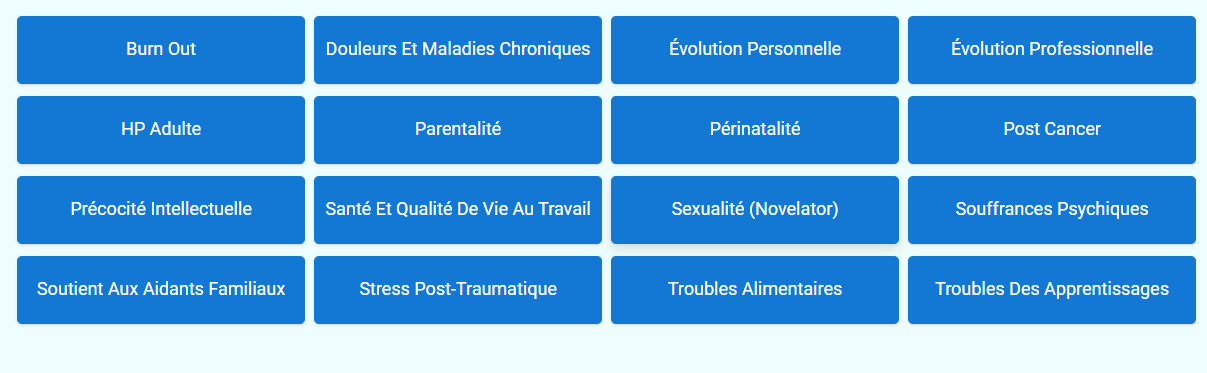 Burn Out
Douleurs Et Maladies Chroniques
Évolution Personnelle
Évolution Professionnelle
HP Adulte
Parentalité
Périnatalité
Post Cancer
Précocité Intellectuelle
Santé Et Qualité De Vie Au Travail
Sexualité (Novelator)
Souffrances Psychiques
Soutient Aux Aidants Familiaux
Stress Post-Traumatique
Troubles Alimentaires
Troubles Des Apprentissages